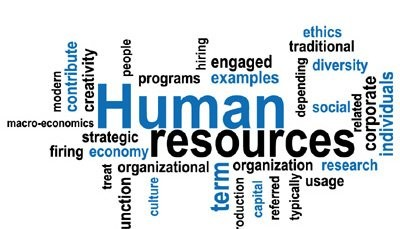 ethics
traditional
hiring
people
engaged
diversity
contribute
creativity
modern
programs
examples
depending
individuals
Human
social
corporate
related
macro-economics
strategic
resources
firing
economy
treat
organizational
organization
research
term
culture
capital
referred
typically
usage